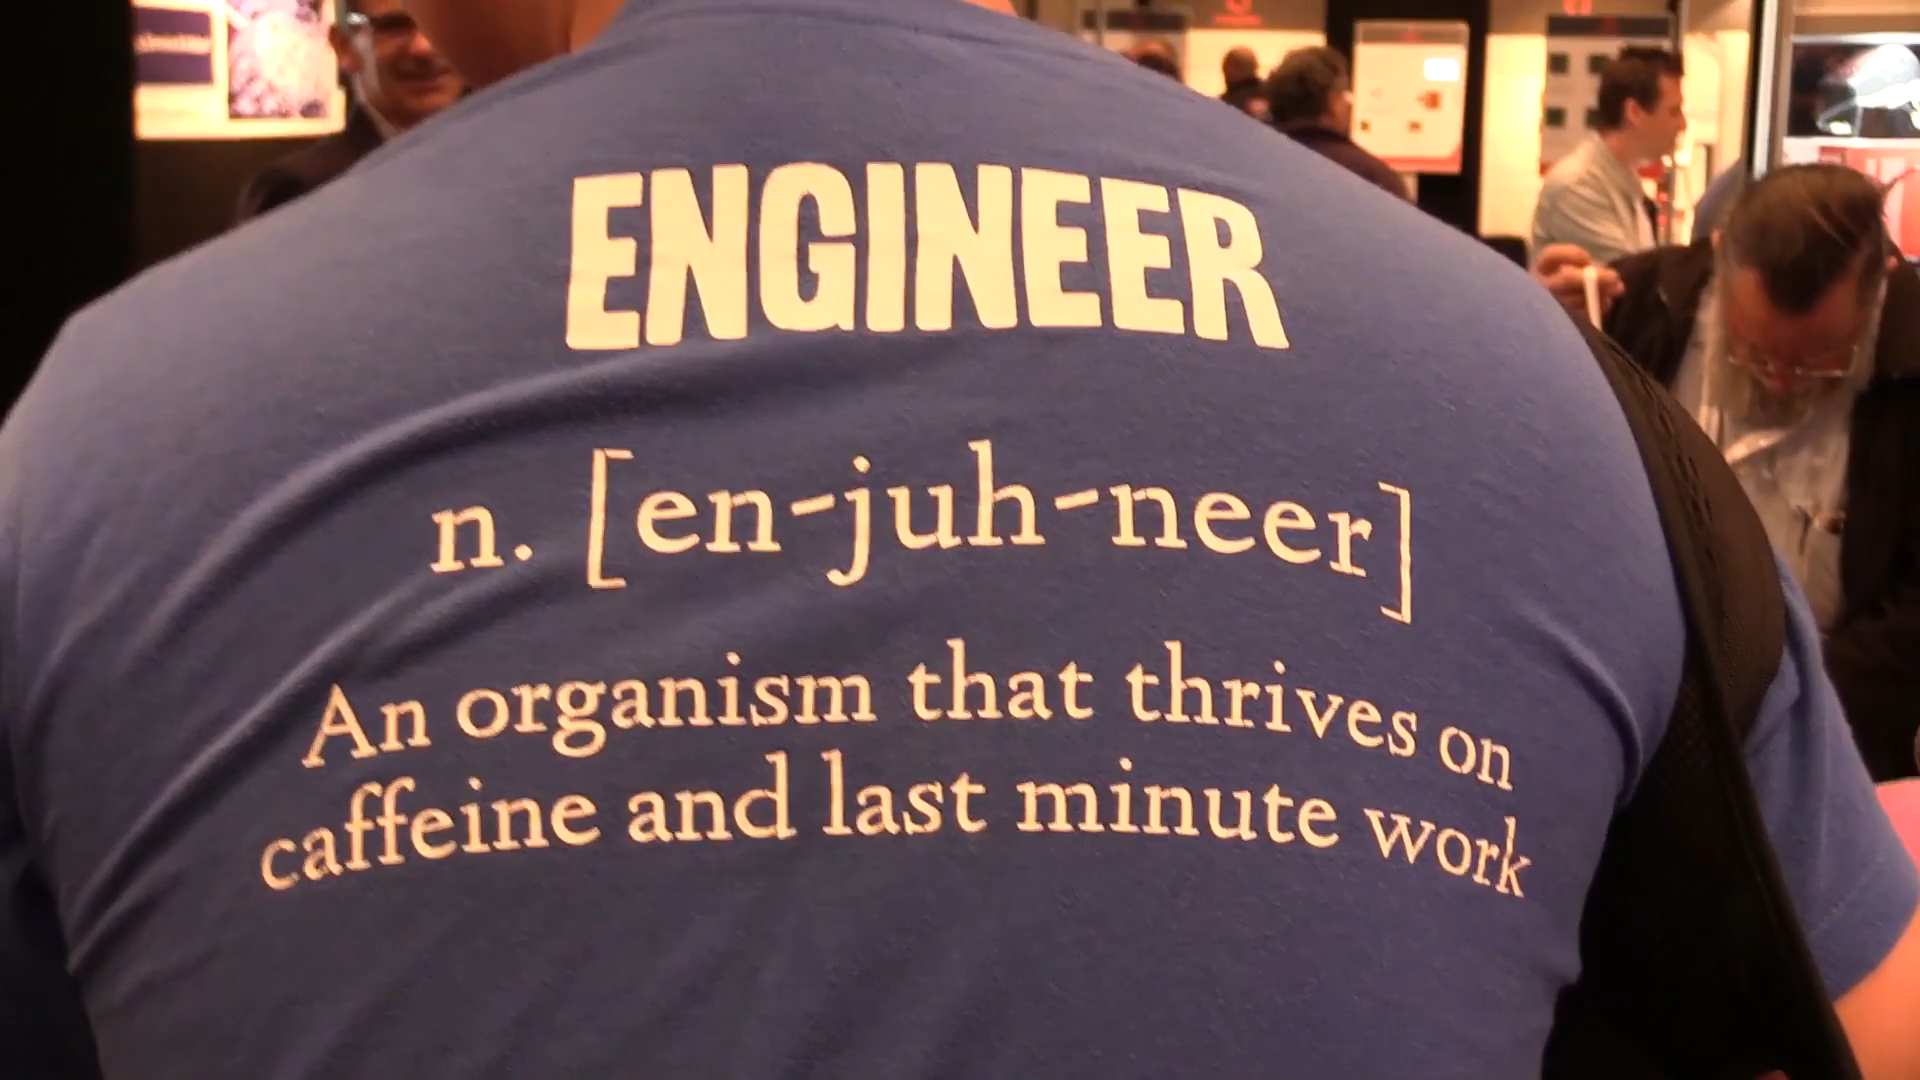 ENGINEER
n. [en-juh-neer]
An organism that thrives on
caffeine and last minute work